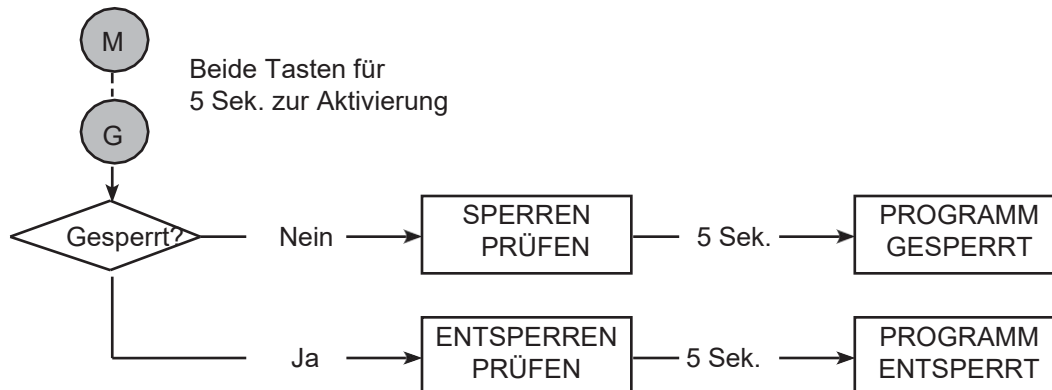 M
Beide Tasten für
5 Sek. zur Aktivierung
G
Gesperrt?
Nein
SPERREN
PRÜFEN
5 Sek.
PROGRAMM
GESPERRT
Ja
ENTSPERREN
PRÜFEN
5 Sek.
PROGRAMM
ENTSPERRT